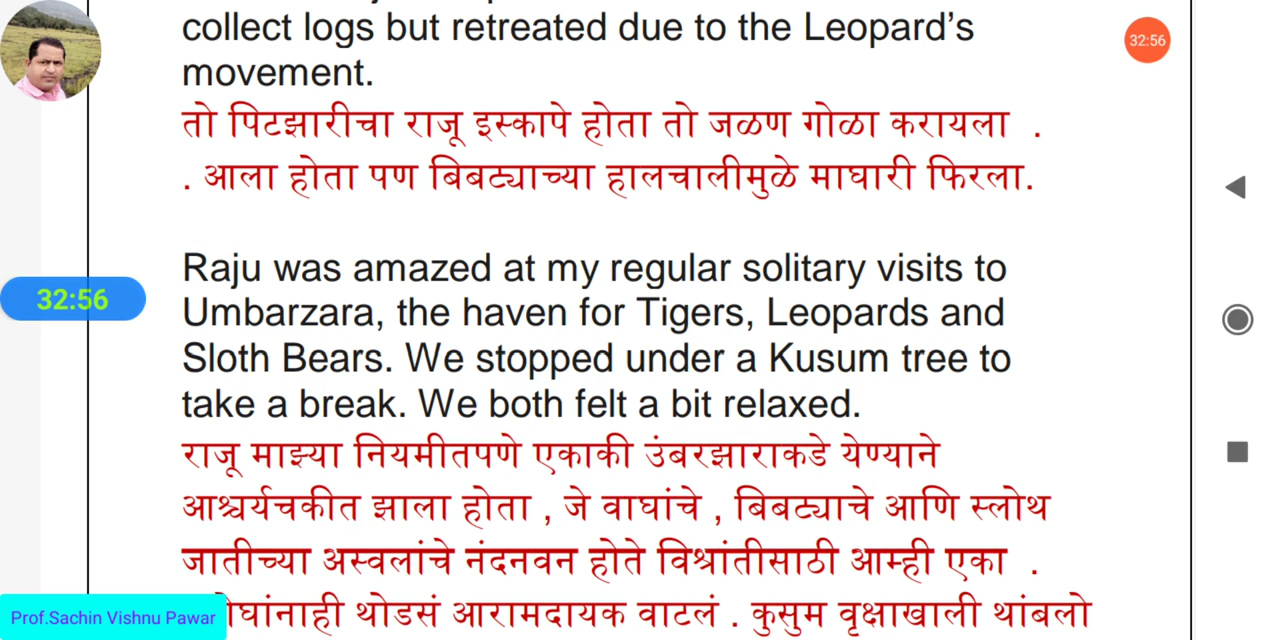 collect logs but retreated due to the Leopard's
movement.
32:56
तो पिटझारीचा राजू इस्कापे होता तो जळण गोळा करायला .
. आला होता पण बिबट्याच्या हालचालीमुळे माघारी फिरला.
Raju was amazed at my regular solitary visits to
32:56
Umbarzara, the haven for Tigers, Leopards and
Sloth Bears. We stopped under a Kusum tree to
take a break. We both felt a bit relaxed.
राजू माझ्या नियमीतपणे एकाकी उंबरझाराकडे येण्याने
आश्चर्यचकीत झाला होता , जे वाघांचे , बिबट्याचे आणि स्लोथ
जातीच्या अस्वलांचे नंदनवन होते विश्रांतीसाठी आम्ही एका .
थोडसं आरामदायक वाटलं . कुसुम वृक्षाखाली थांबलो
Prof.Sachin Vishnu Pawar